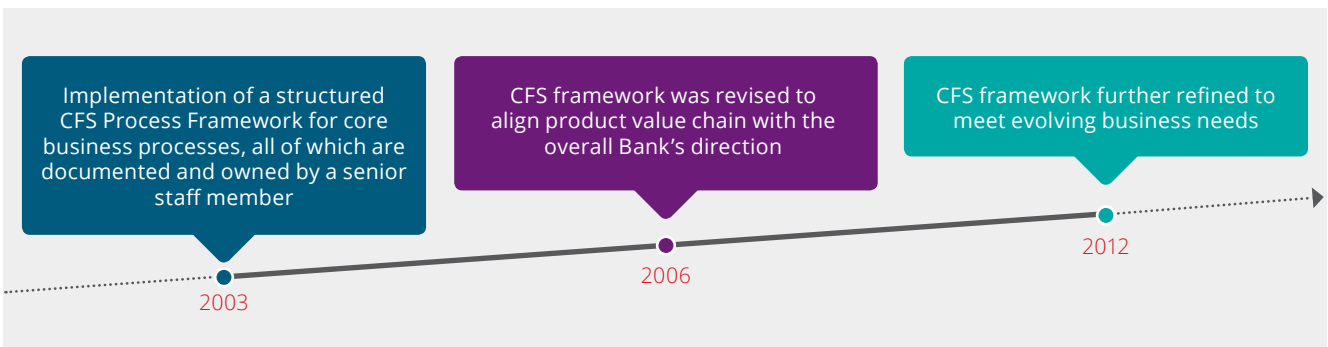 Implementation of a structured
CFS Process Framework for core
business processes, all of which are
documented and owned by a senior
staff member
2003
CFS framework was revised to
align product value chain with the
overall Bank's direction
2006
CFS framework further refined to
meet evolving business needs
2012